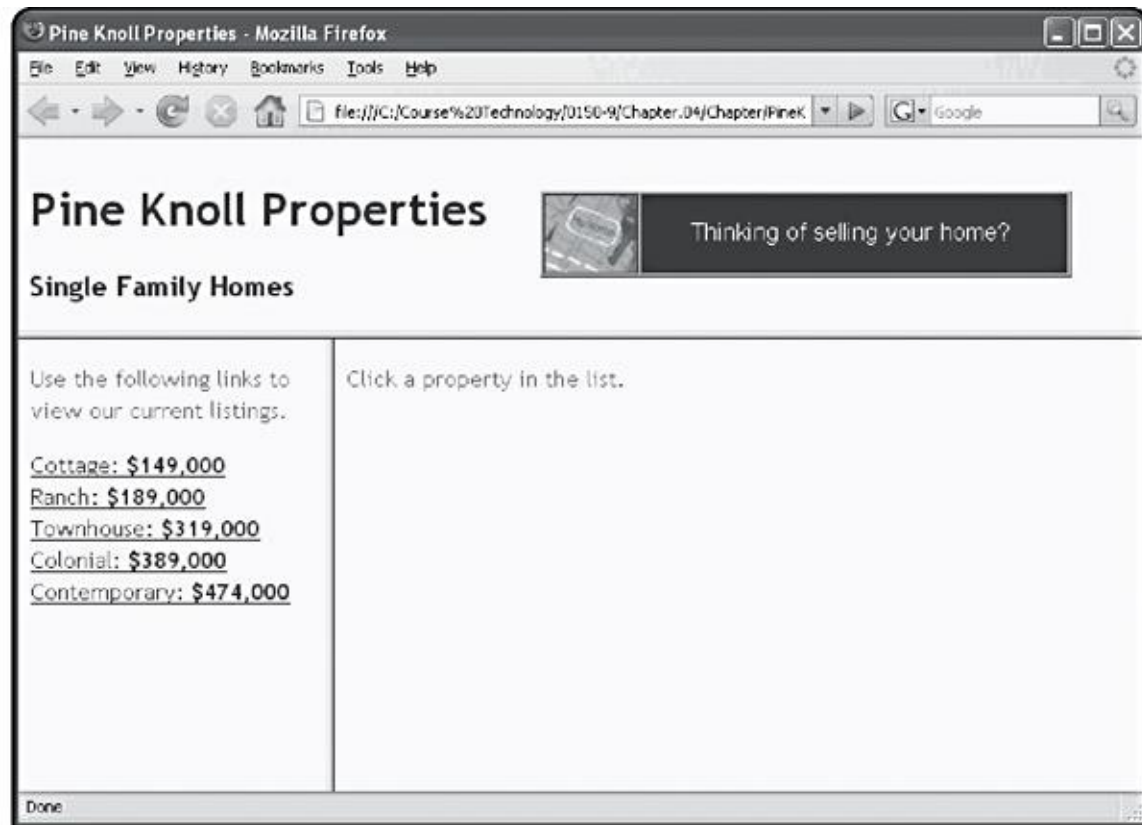 Pine Knoll Properties - Mozilla Firefox
File Edit View History Bookmarks Tools Help
file:///C:/Course%20Technology/0150-9/Chapter.04/Chapter/PineK
G Google
Pine Knoll Properties
Thinking of selling your home?
Single Family Homes
Use the following links to
view our current listings.
Click a property in the list.
Cottage: $149,000
Ranch: $189,000
Townhouse: $319,000
Colonial: $389,000
Contemporary: $474,000
Done